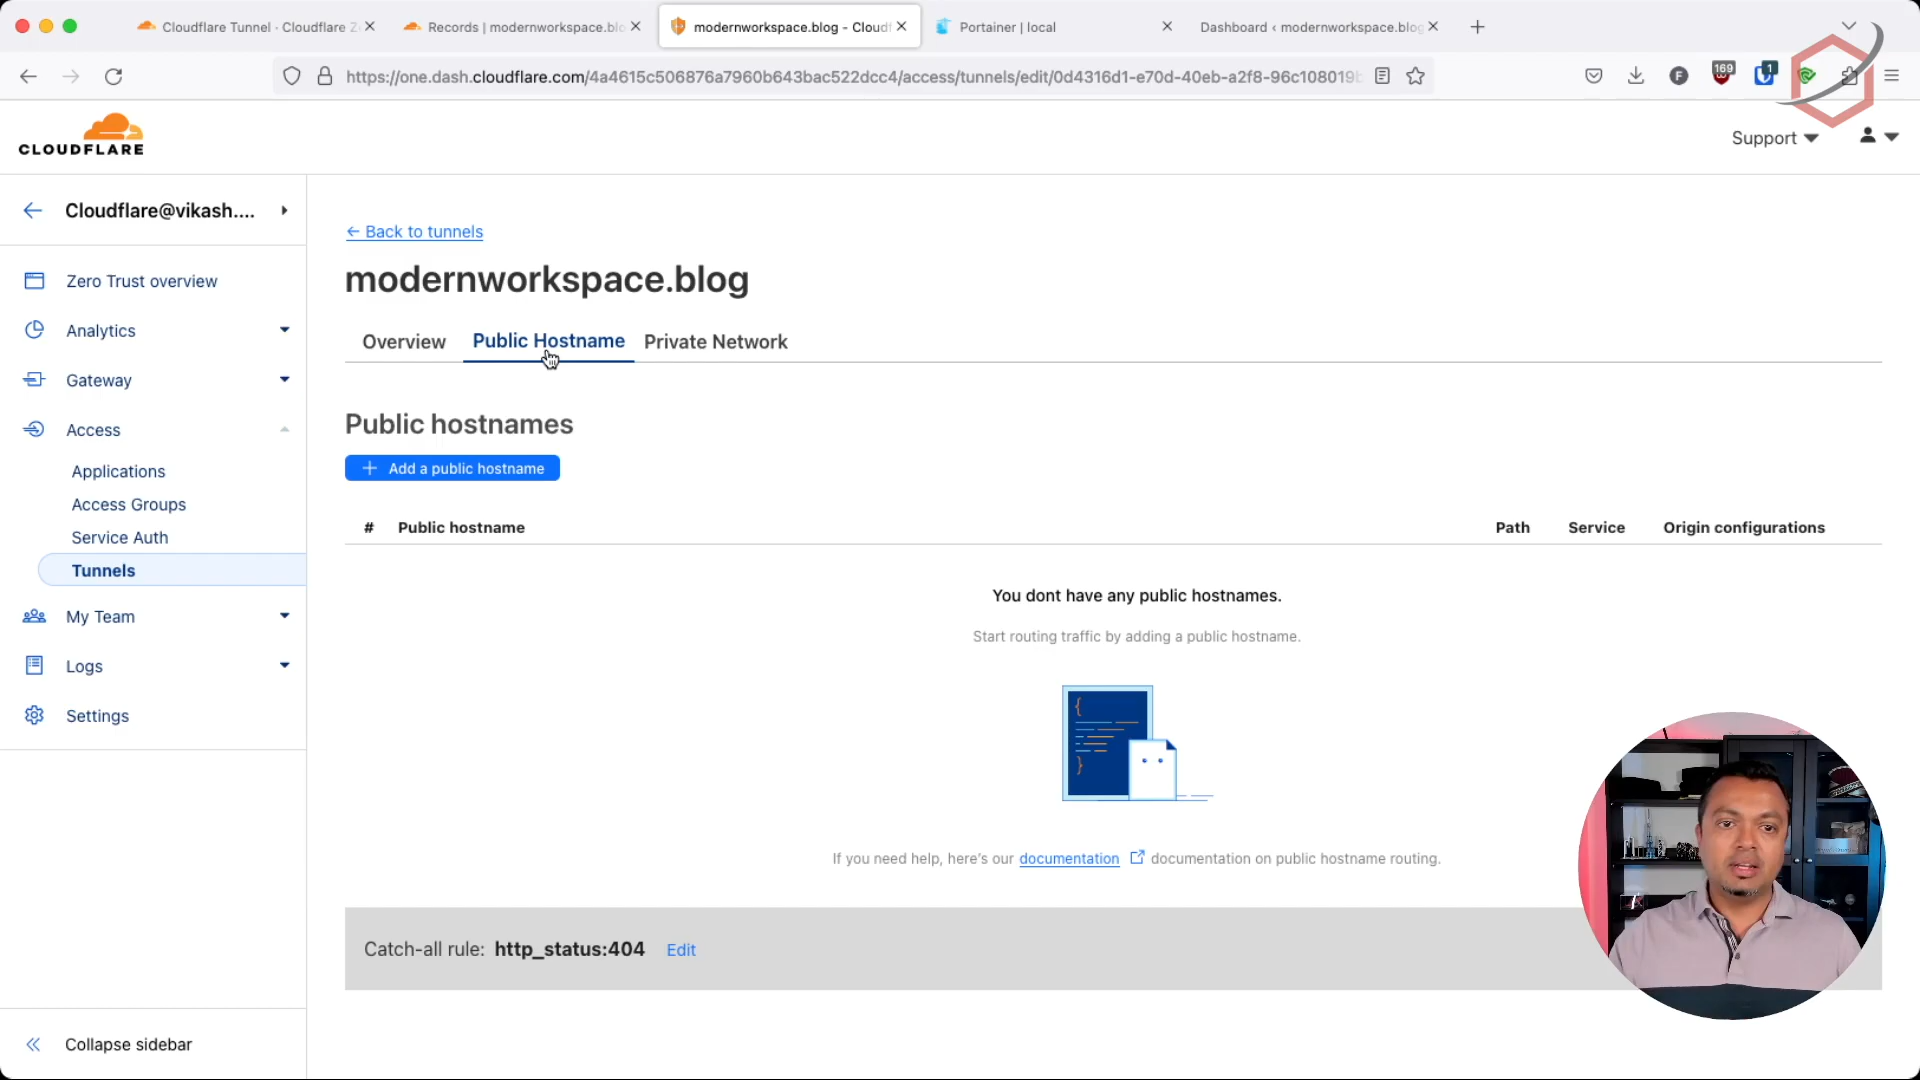 Cloudflare Tunnel · Cloudflare Z
Records | modernworkspace.blo
modernworkspace.blog - Cloudf
Portainer | local
Dashboard ‹ modernworkspace.blog
https://one.dash.cloudflare.com/4a4615c506876a7960b643bac522dcc4/access/tunnels/edit/0d4316d1-e70d-40eb-a2f8-96c108019b
F
169
1
CLOUDFLARE
Support
Cloudflare@vikash....
Zero Trust overview
Analytics
Gateway
Access
Applications
Access Groups
Service Auth
Tunnels
My Team
Logs
Settings
Collapse sidebar
← Back to tunnels
modernworkspace.blog
Overview Public Hostname Private Network
Public hostnames
+ Add a public hostname
# Public hostname Path Service Origin configurations
You dont have any public hostnames.
Start routing traffic by adding a public hostname.
If you need help, here's our documentation documentation on public hostname routing.
Catch-all rule: http_status:404 Edit